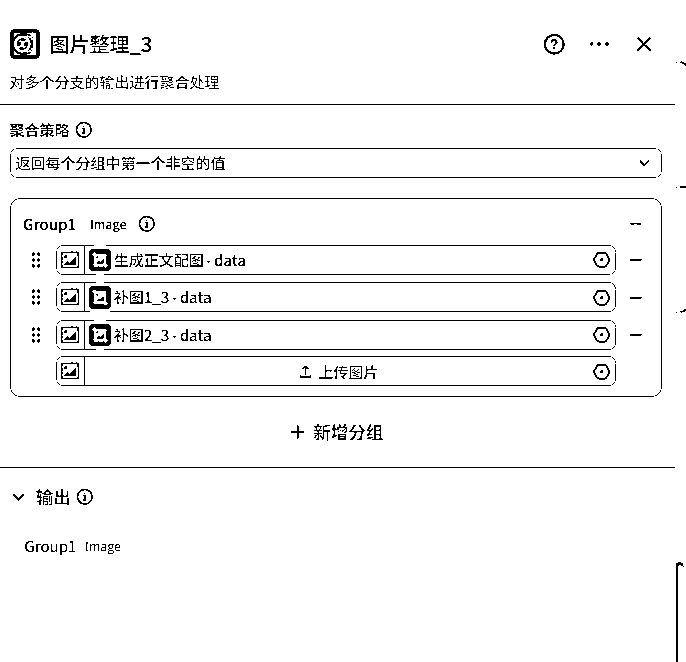 图片整理_3
对多个分支的输出进行聚合处理
聚合策略
返回每个分组中第一个非空的值
Group1 Image
生成正文配图 · data
补图1_3 · data
补图2_3 · data
上传图片
+ 新增分组
输出
Group1 Image